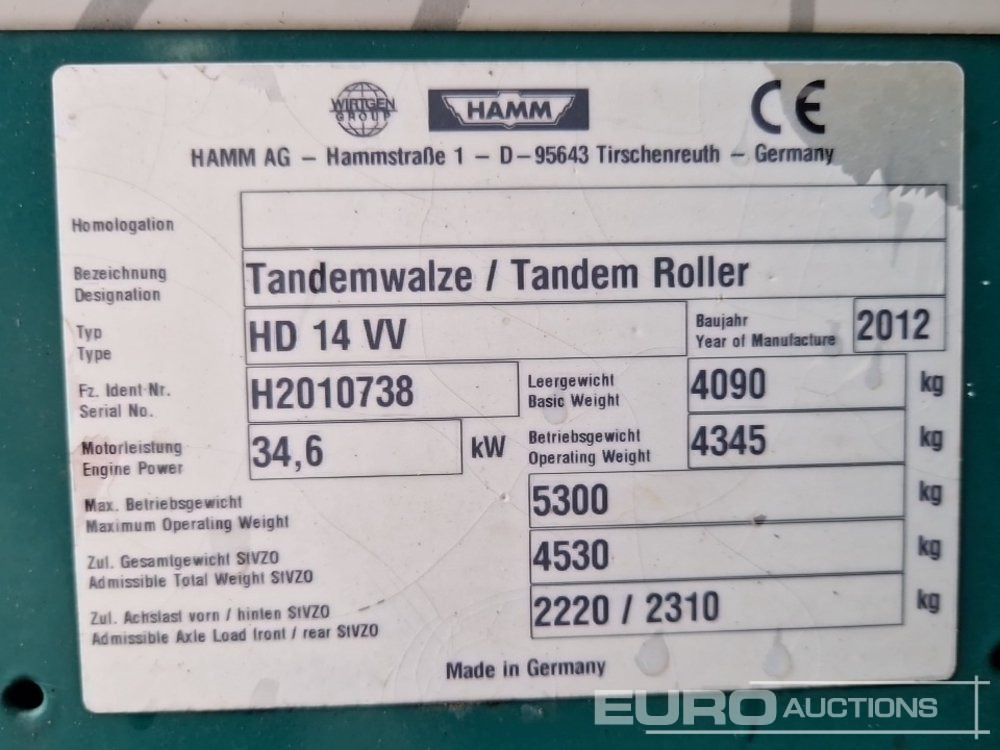 WIRTGEN GROUP HAMM CE
HAMM AG – Hammstraße 1 – D–95643 Tirschenreuth – Germany
Homologation
Bezeichnung
Designation
Tandemwalze / Tandem Roller
Typ
Type
HD 14 VV
Baujahr
Year of Manufacture
2012
Fz. Ident-Nr.
Serial No.
H2010738
Leergewicht
Basic Weight
4090 kg
Motorleistung
Engine Power
34,6 kW
Betriebsgewicht
Operating Weight
4345 kg
Max. Betriebsgewicht
Maximum Operating Weight
5300 kg
Zul. Gesamtgewicht StVZO
Admissible Total Weight StVZO
4530 kg
Zul. Achslast vorn / hinten StVZO
Admissible Axle Load front / rear StVZO
2220 / 2310 kg
Made in Germany
EURO AUCTIONS